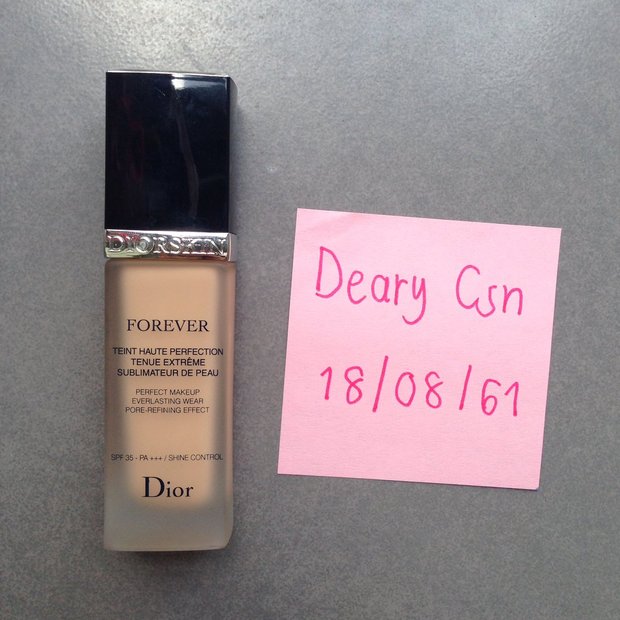 DIORSKIN
FOREVER
TEINT HAUTE PERFECTION
TENUE EXTRÊME
SUBLIMATEUR DE PEAU
PERFECT MAKEUP
EVERLASTING WEAR
PORE-REFINING EFFECT
SPF 35 - PA +++ / SHINE CONTROL
Dior
Deary Csn
18/08/61